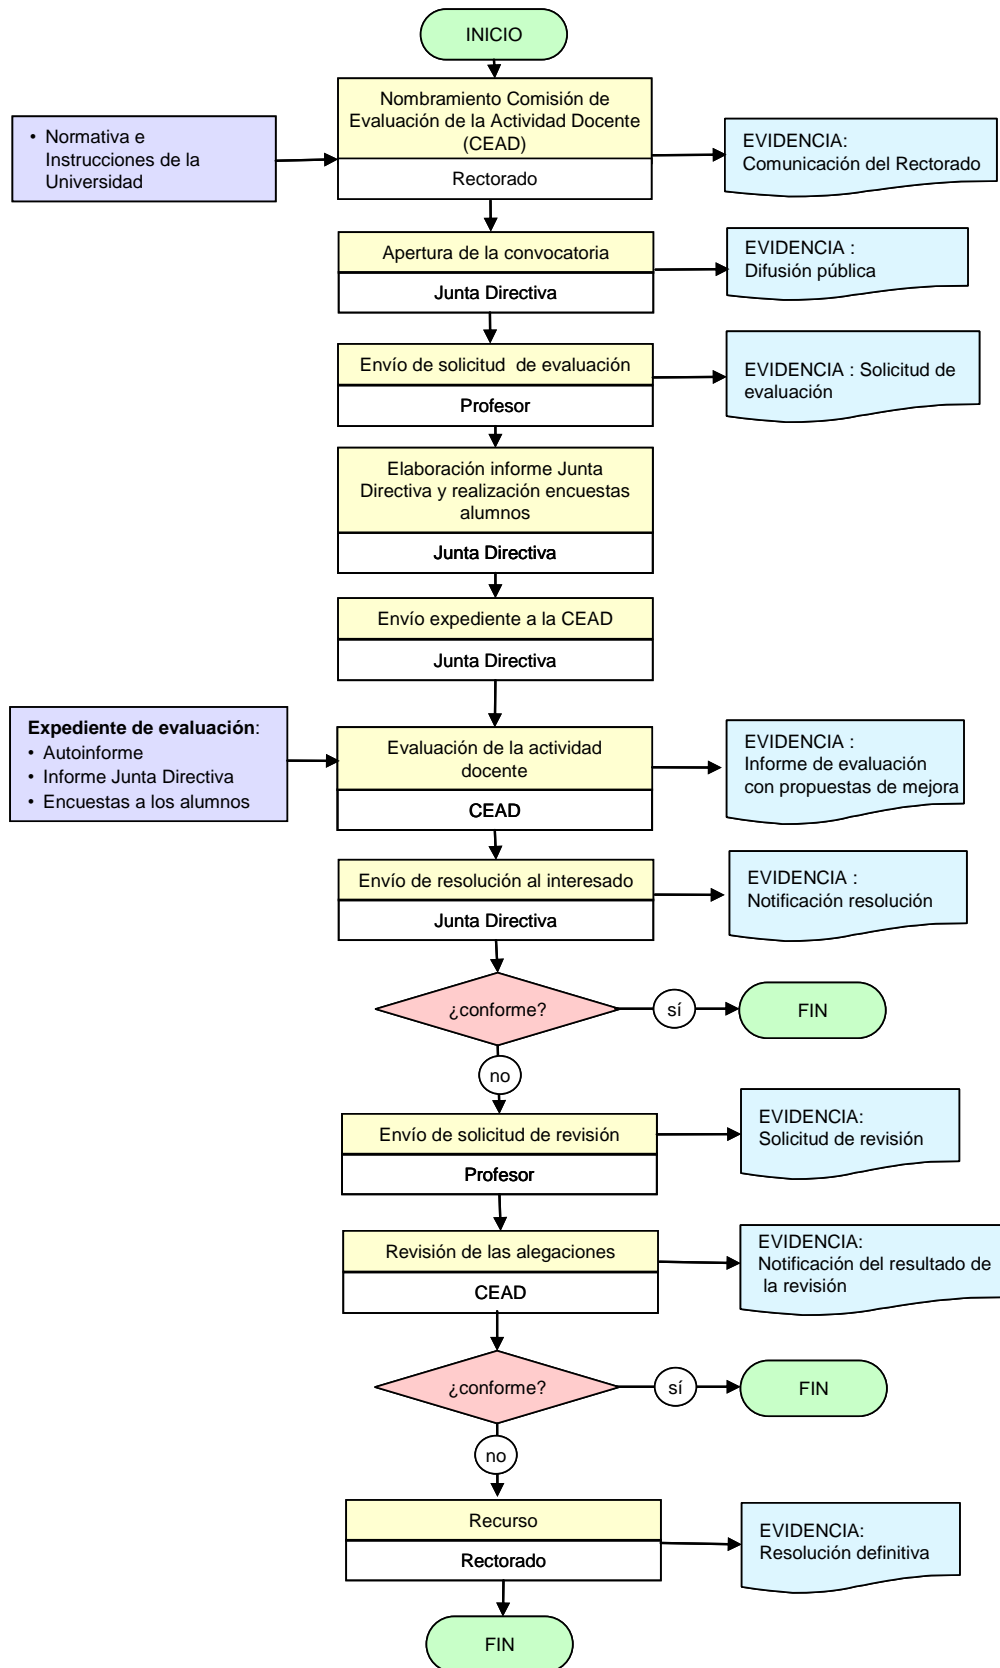 INICIO
Nombramiento Comisión de
Evaluación de la Actividad Docente
(CEAD)
Rectorado
• Normativa e
Instrucciones de la
Universidad
EVIDENCIA:
Comunicación del Rectorado
Apertura de la convocatoria
Junta Directiva
EVIDENCIA :
Difusión pública
Envío de solicitud de evaluación
Profesor
EVIDENCIA : Solicitud de
evaluación
Elaboración informe Junta
Directiva y realización encuestas
alumnos
Junta Directiva
Envío expediente a la CEAD
Junta Directiva
Expediente de evaluación:
• Autoinforme
• Informe Junta Directiva
• Encuestas a los alumnos
Evaluación de la actividad
docente
CEAD
EVIDENCIA :
Informe de evaluación
con propuestas de mejora
Envío de resolución al interesado
Junta Directiva
EVIDENCIA :
Notificación resolución
¿conforme?
sí
FIN
no
Envío de solicitud de revisión
Profesor
EVIDENCIA:
Solicitud de revisión
Revisión de las alegaciones
CEAD
EVIDENCIA:
Notificación del resultado de
la revisión
¿conforme?
sí
FIN
no
Recurso
Rectorado
EVIDENCIA:
Resolución definitiva
FIN